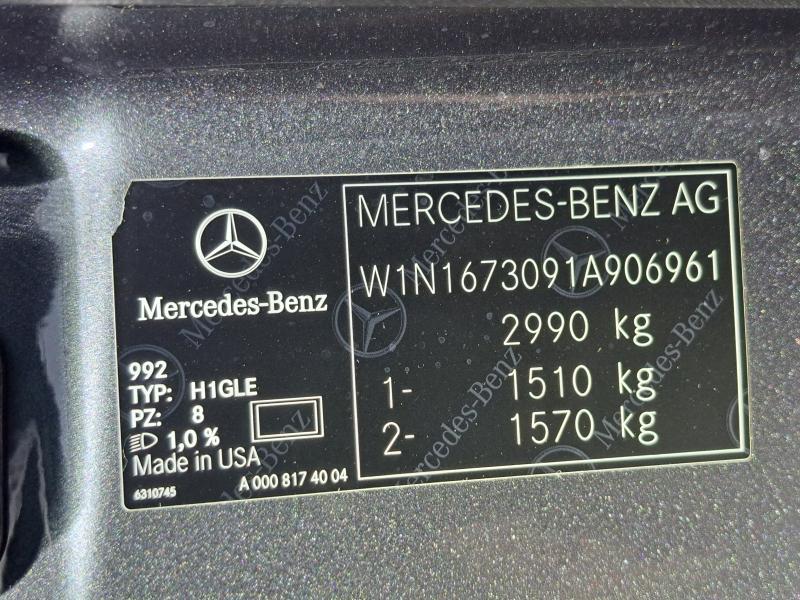 Mercedes-Benz
992
TYP: H1GLE
PZ: 8
1,0 %
Made in USA
6310745
A 000 817 40 04
MERCEDES-BENZ AG
W1N1673091A906961
2990 kg
1- 1510 kg
2- 1570 kg